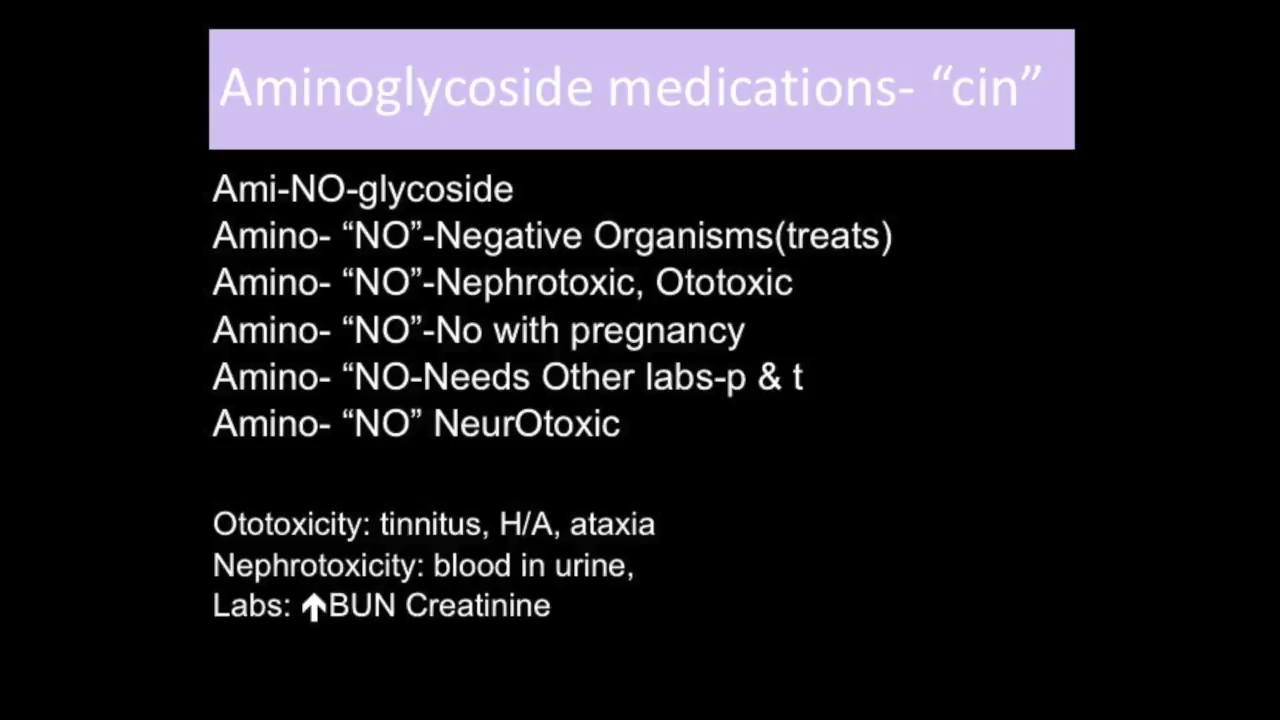 Aminoglycoside medications- “cin”
Ami-NO-glycoside
Amino- “NO”-Negative Organisms(treats)
Amino- “NO”-Nephrotoxic, Ototoxic
Amino- “NO”-No with pregnancy
Amino- “NO-Needs Other labs-p & t
Amino- “NO” NeurOtoxic
Ototoxicity: tinnitus, H/A, ataxia
Nephrotoxicity: blood in urine,
Labs: ⬆BUN Creatinine